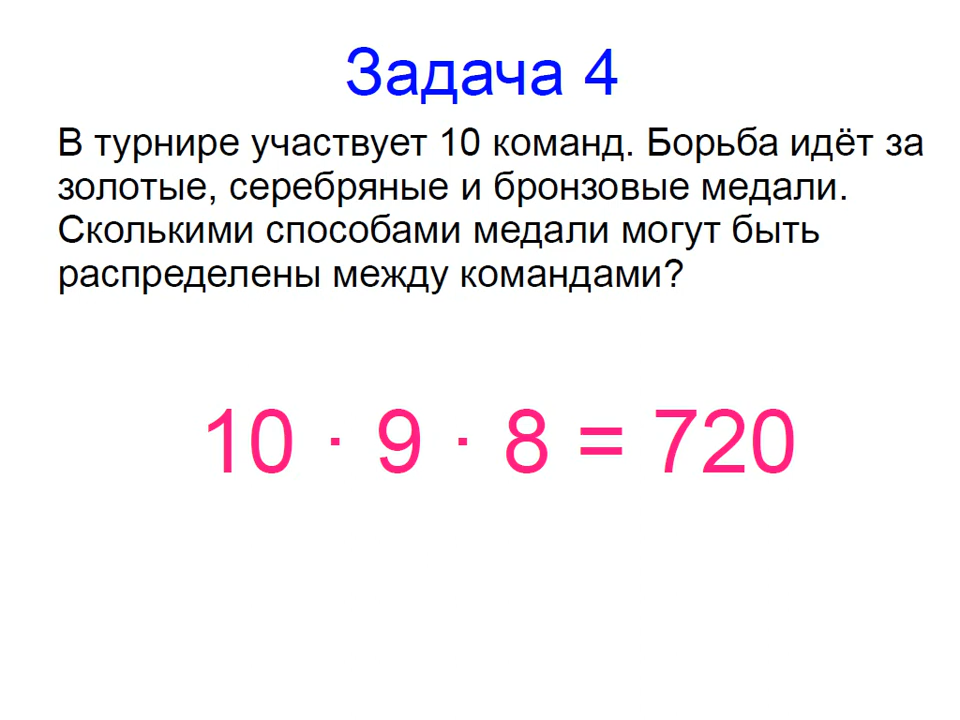 Задача 4
В турнире участвует 10 команд. Борьба идёт за
золотые, серебряные и бронзовые медали.
Сколькими способами медали могут быть
распределены между командами?
10 · 9 · 8 = 720